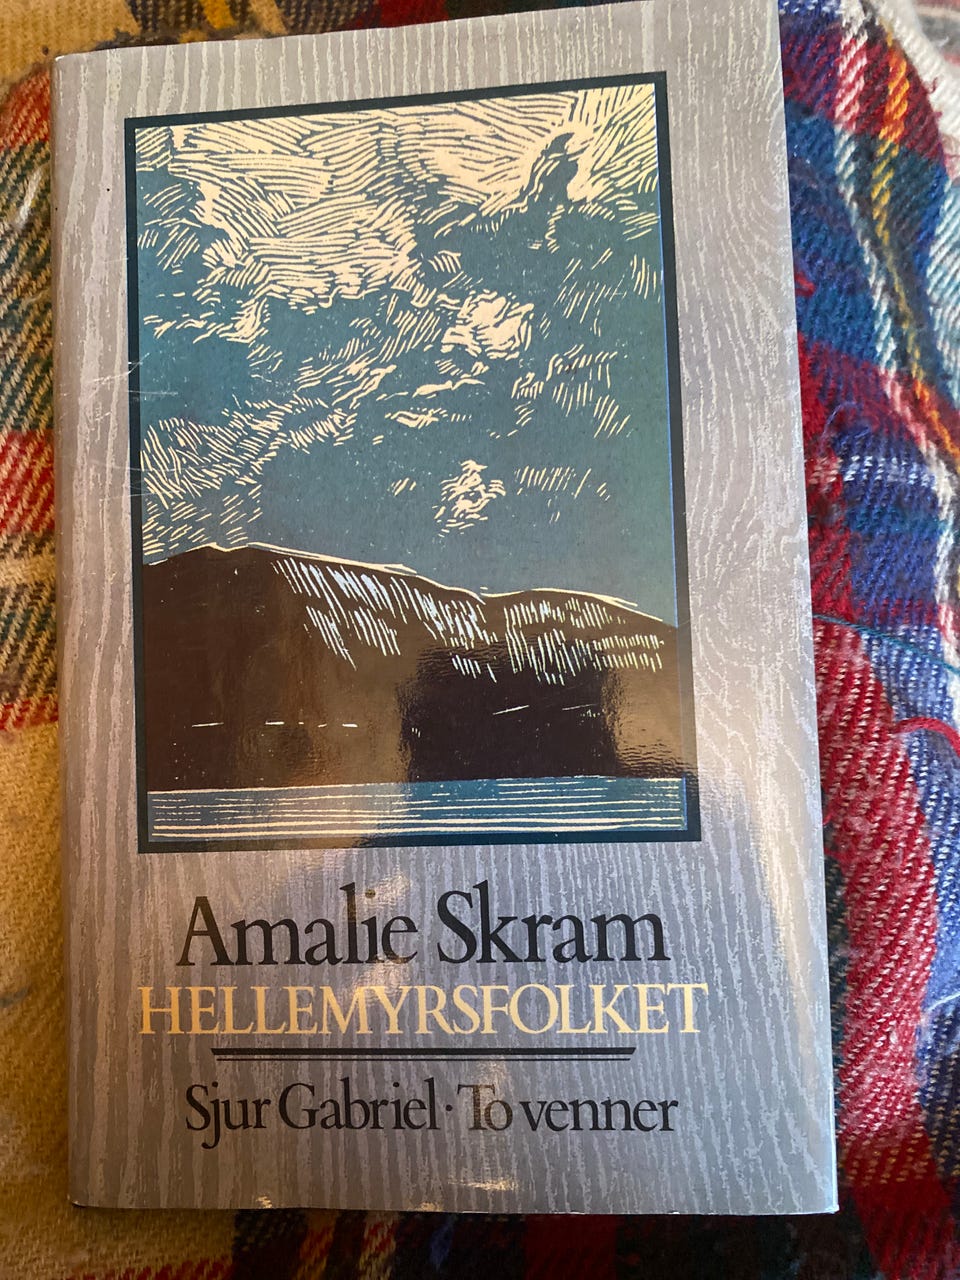 Amalie Skram
HELLEMYRSFOLKET
Sjur Gabriel · To venner